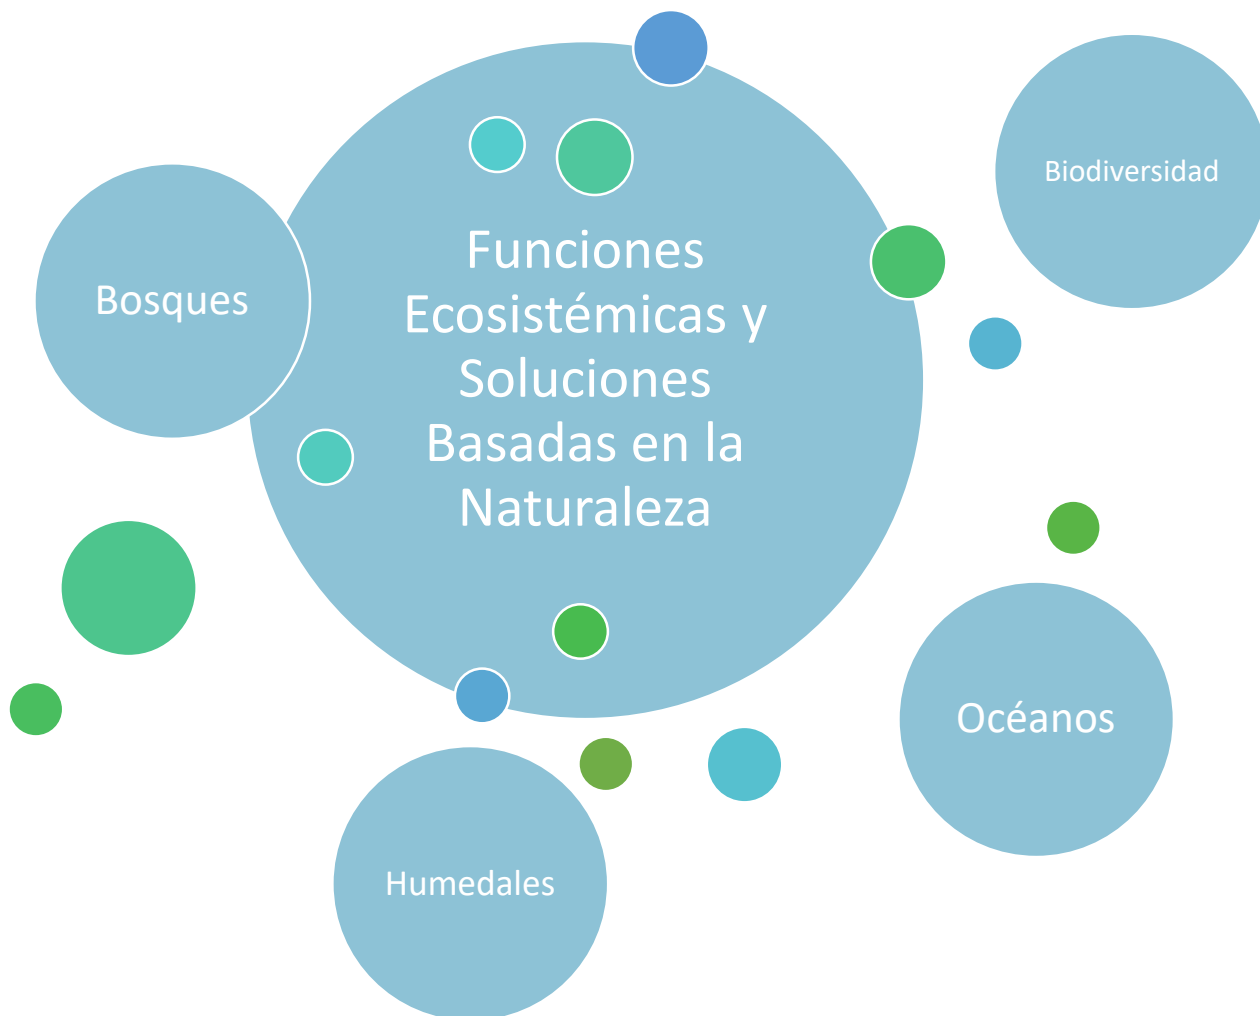 Biodiversidad
Bosques
Funciones
Ecosistémicas y
Soluciones
Basadas en la
Naturaleza
Océanos
Humedales